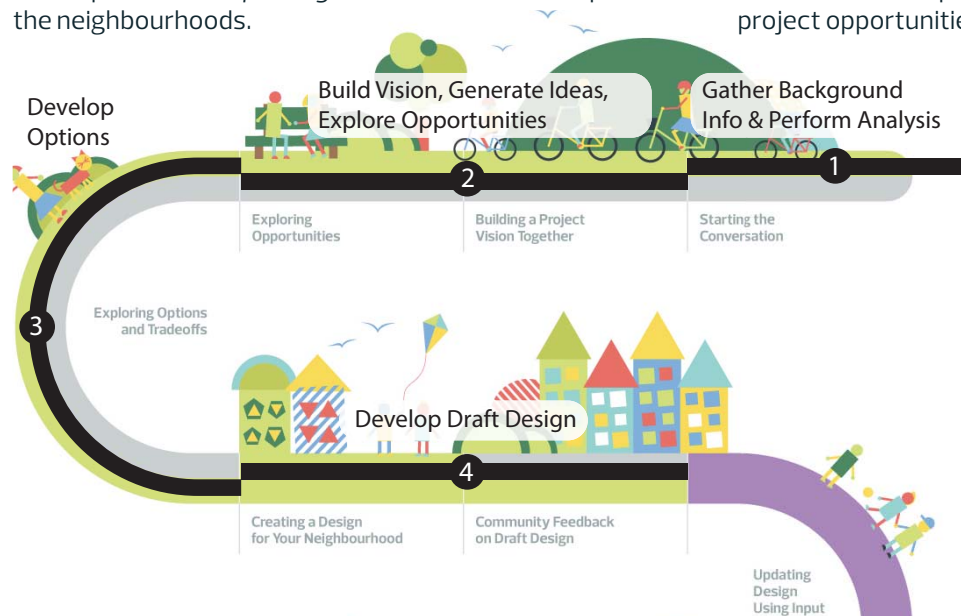 the neighbourhoods.
project opportunitie
Develop
Options
Build Vision, Generate Ideas,
Explore Opportunities
Gather Background
Info & Perform Analysis
1
2
Exploring
Opportunities
Building a Project
Vision Together
Starting the
Conversation
3
Exploring Options
and Tradeoffs
Develop Draft Design
4
Creating a Design
for Your Neighbourhood
Community Feedback
on Draft Design
Updating
Design
Using Input